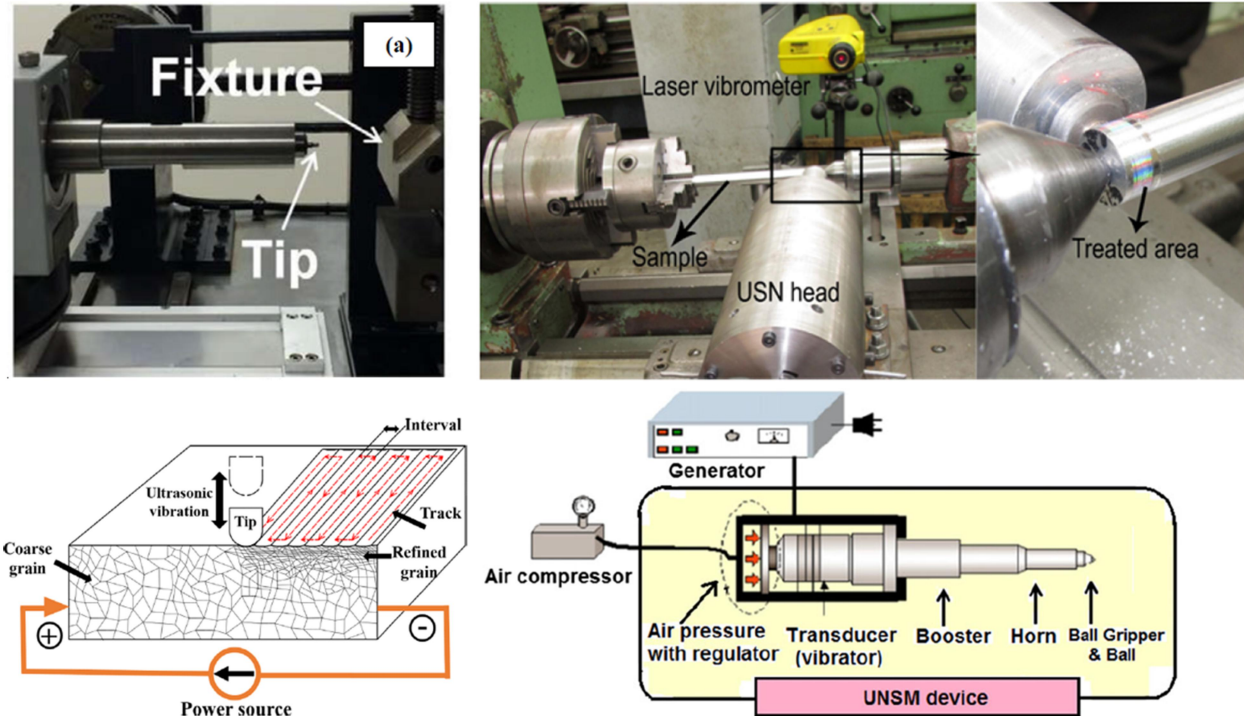 (a)
Fixture
Tip
Laser vibrometer
Sample
USN head
Treated area
Interval
Ultrasonic
vibration
Tip
Track
Coarse
grain
Refined
grain
+
-
Power source
Generator
Air compressor
Air pressure
with regulator
Transducer
(vibrator)
Booster
Horn
Ball Gripper
& Ball
UNSM device